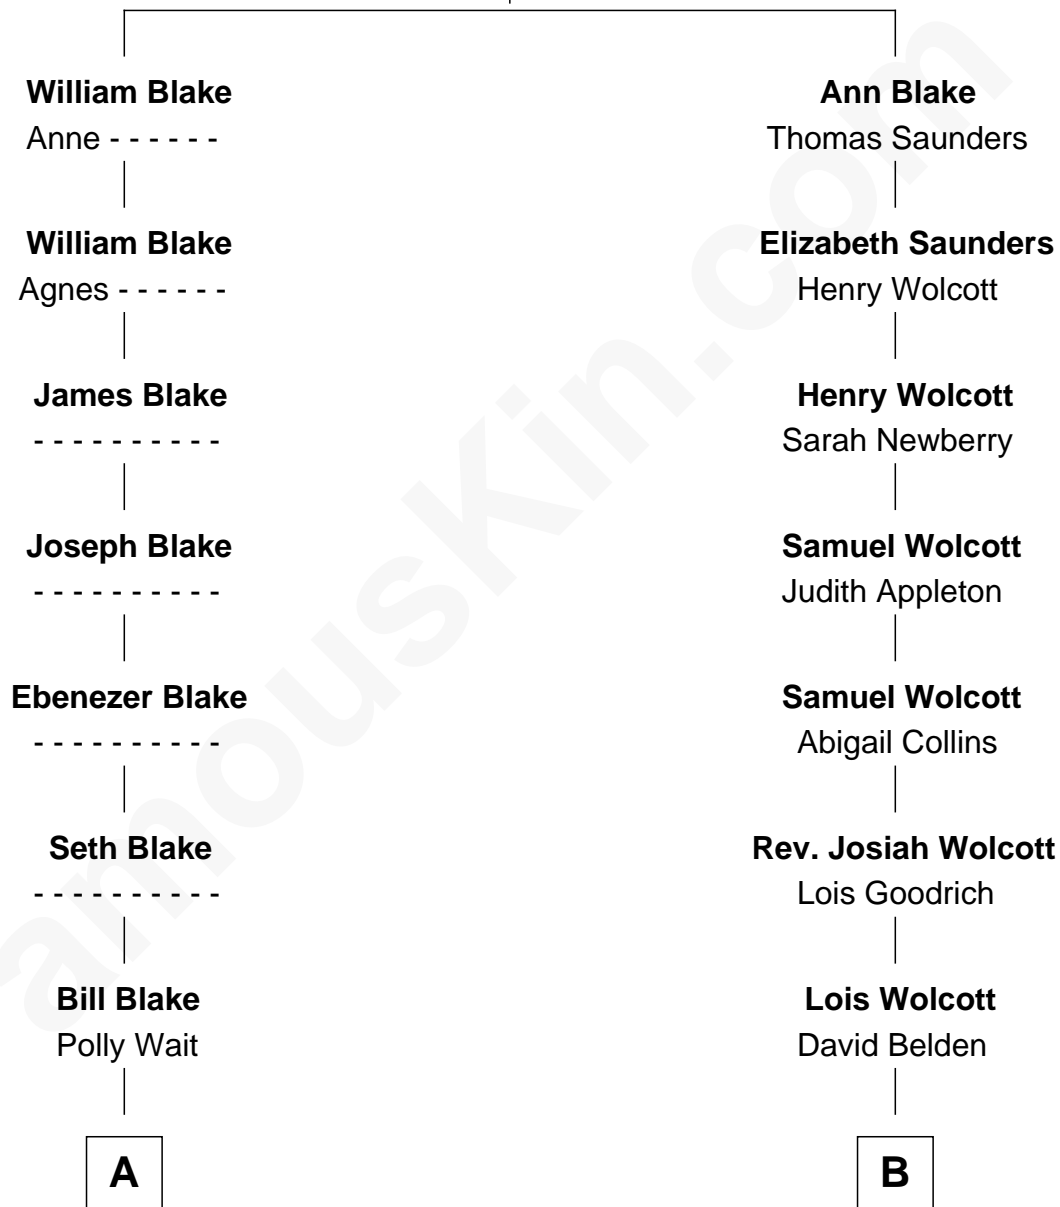 William Blake
Anne - - - - - -
William Blake
Agnes - - - - - -
James Blake
- - - - - - - - - -
Joseph Blake
- - - - - - - - - -
Ebenezer Blake
- - - - - - - - - -
Seth Blake
- - - - - - - - - -
Bill Blake
Polly Wait
A
Ann Blake
Thomas Saunders
Elizabeth Saunders
Henry Wolcott
Henry Wolcott
Sarah Newberry
Samuel Wolcott
Judith Appleton
Samuel Wolcott
Abigail Collins
Rev. Josiah Wolcott
Lois Goodrich
Lois Wolcott
David Belden
B
amousKin.com